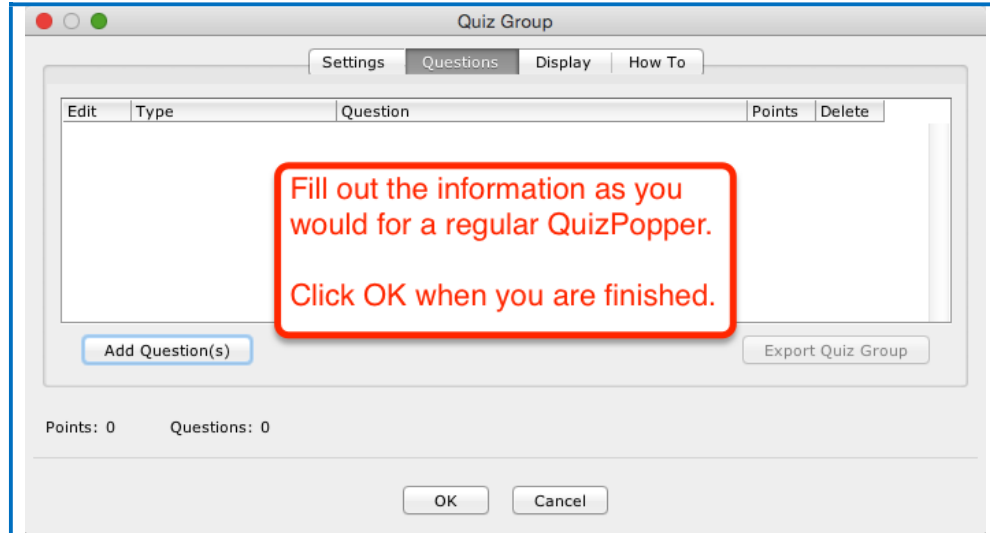 Quiz Group
Settings Questions Display How To
Edit Type Question Points Delete
Fill out the information as you
would for a regular QuizPopper.
Click OK when you are finished.
Add Question(s) Export Quiz Group
Points: 0 Questions: 0
OK Cancel